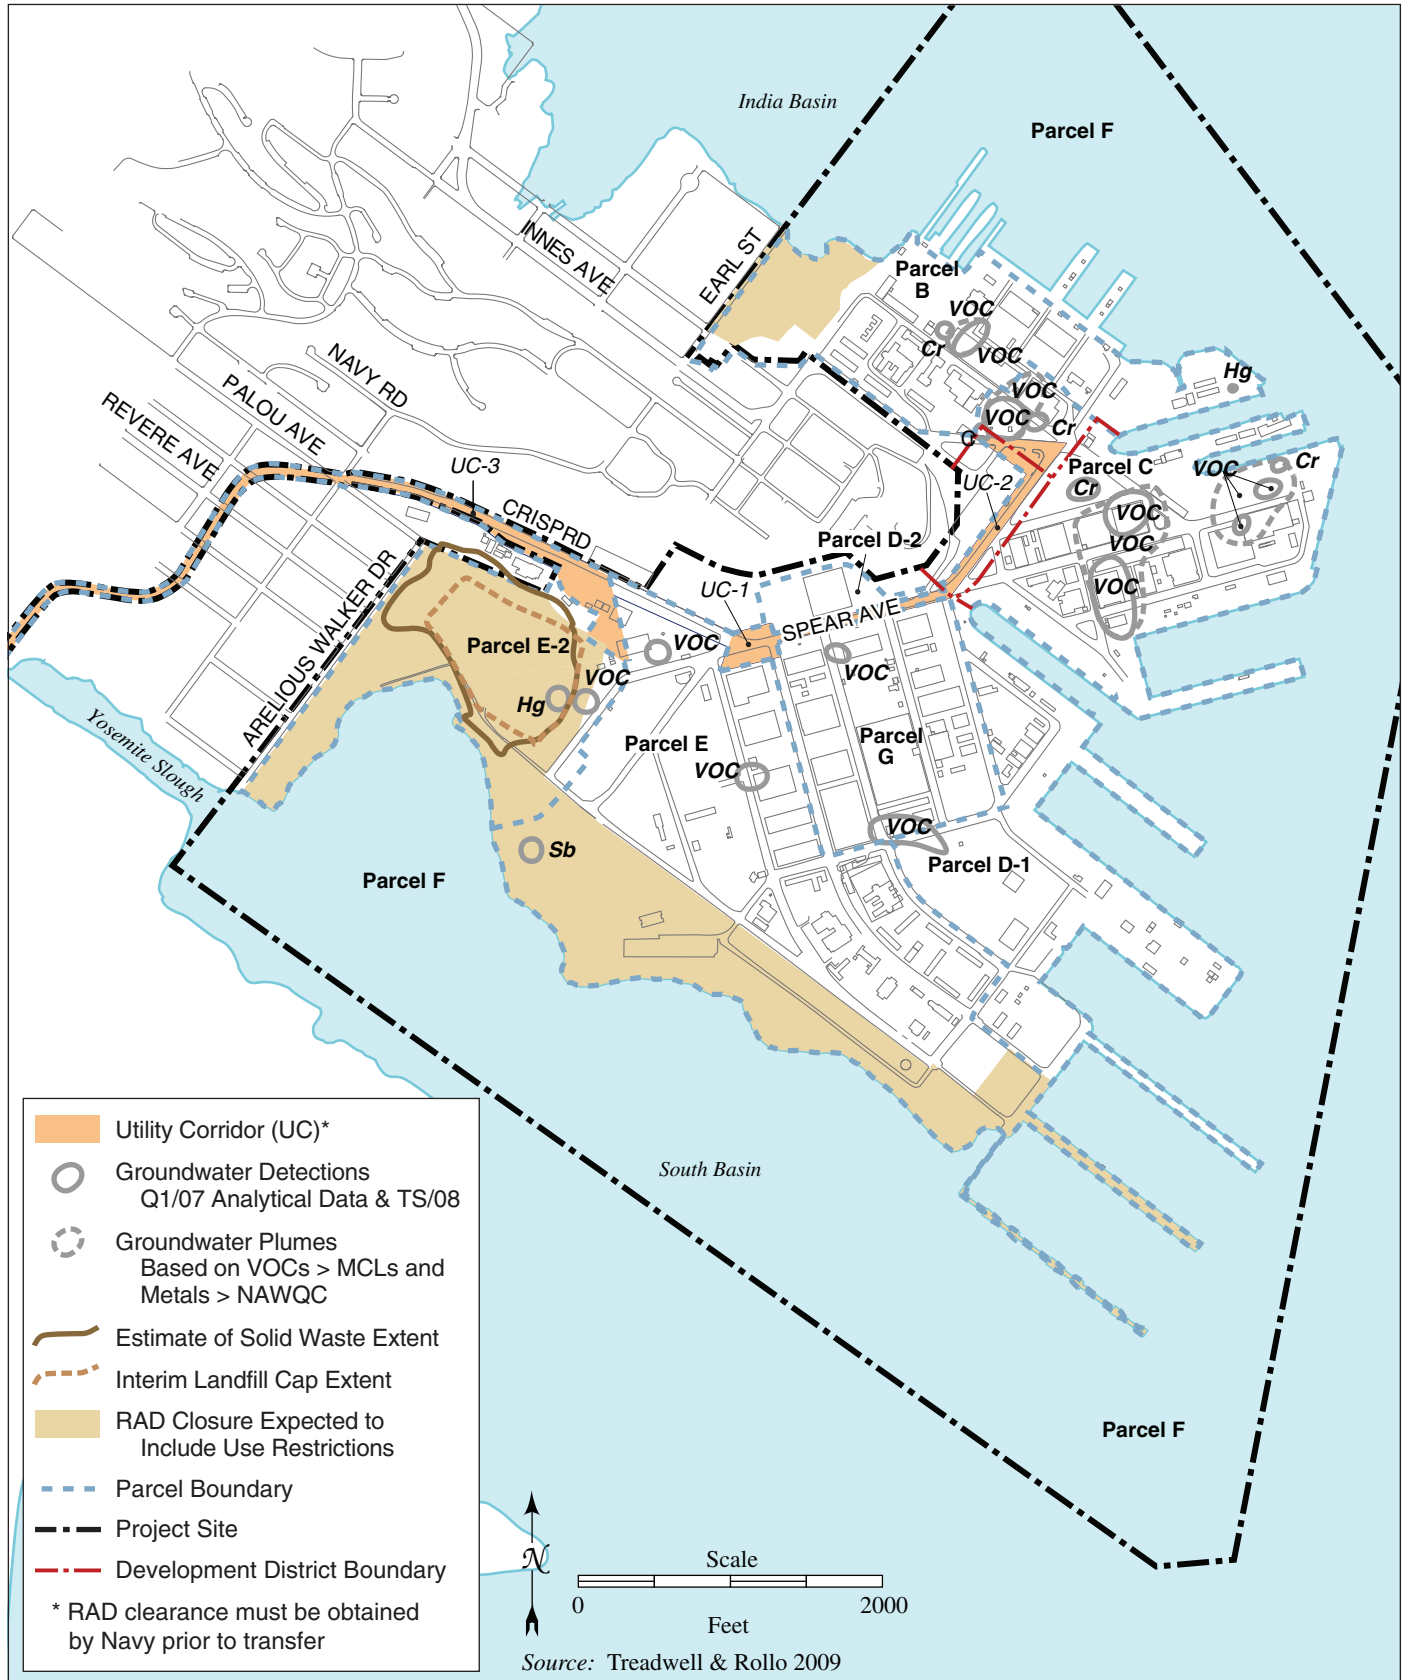 India Basin
Parcel F
INNES AVE
EARL ST
Parcel
B
VOC
Cr
VOC
NAVY RD
PALOU AVE
REVERE AVE
VOC
VOC
Cr
Hg
UC-3
CRISP RD
UC-2
Parcel C
Cr
VOC
Cr
VOC
VOC
VOC
Parcel D-2
ARELIOUS WALKER DR
UC-1
SPEAR AVE
Parcel E-2
VOC
VOC
VOC
Hg
Yosemite Slough
Parcel E
VOC
Parcel
G
VOC
Sb
Parcel D-1
Parcel F
South Basin
Parcel F
Utility Corridor (UC)*
Groundwater Detections
Q1/07 Analytical Data & TS/08
Groundwater Plumes
Based on VOCs > MCLs and
Metals > NAWQC
Estimate of Solid Waste Extent
Interim Landfill Cap Extent
RAD Closure Expected to
Include Use Restrictions
Parcel Boundary
Project Site
Development District Boundary
* RAD clearance must be obtained
by Navy prior to transfer
N
Scale
0 2000
Feet
Source: Treadwell & Rollo 2009